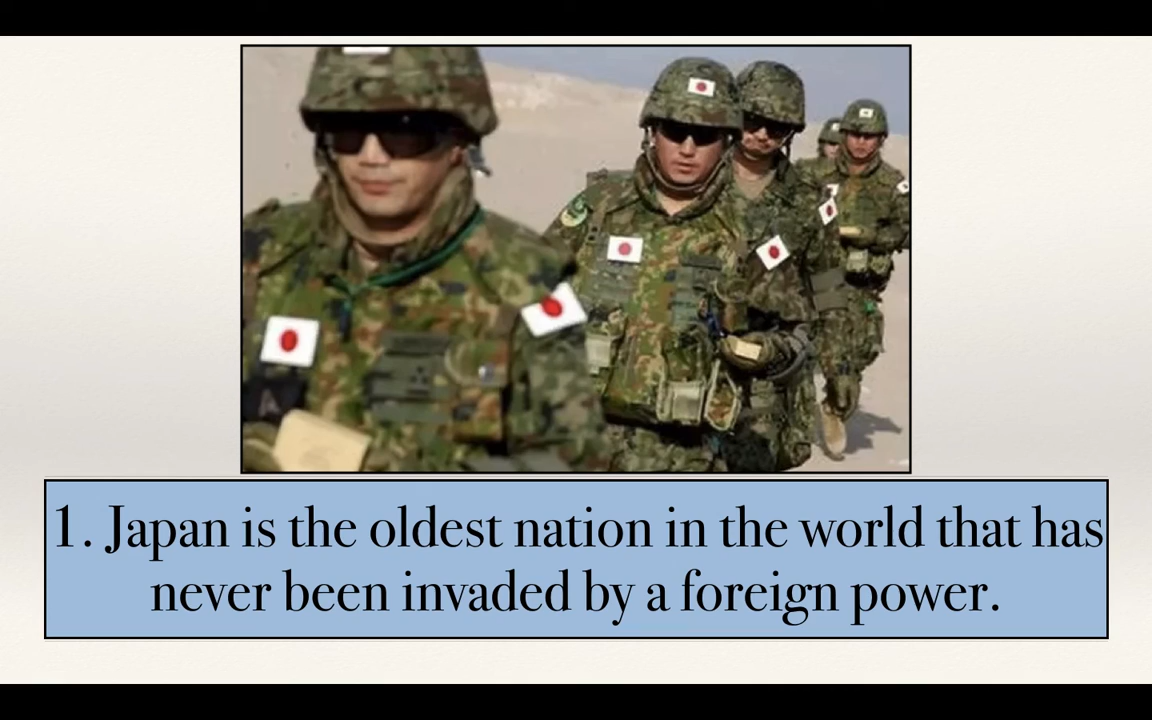 1. Japan is the oldest nation in the world that has
never been invaded by a foreign power.